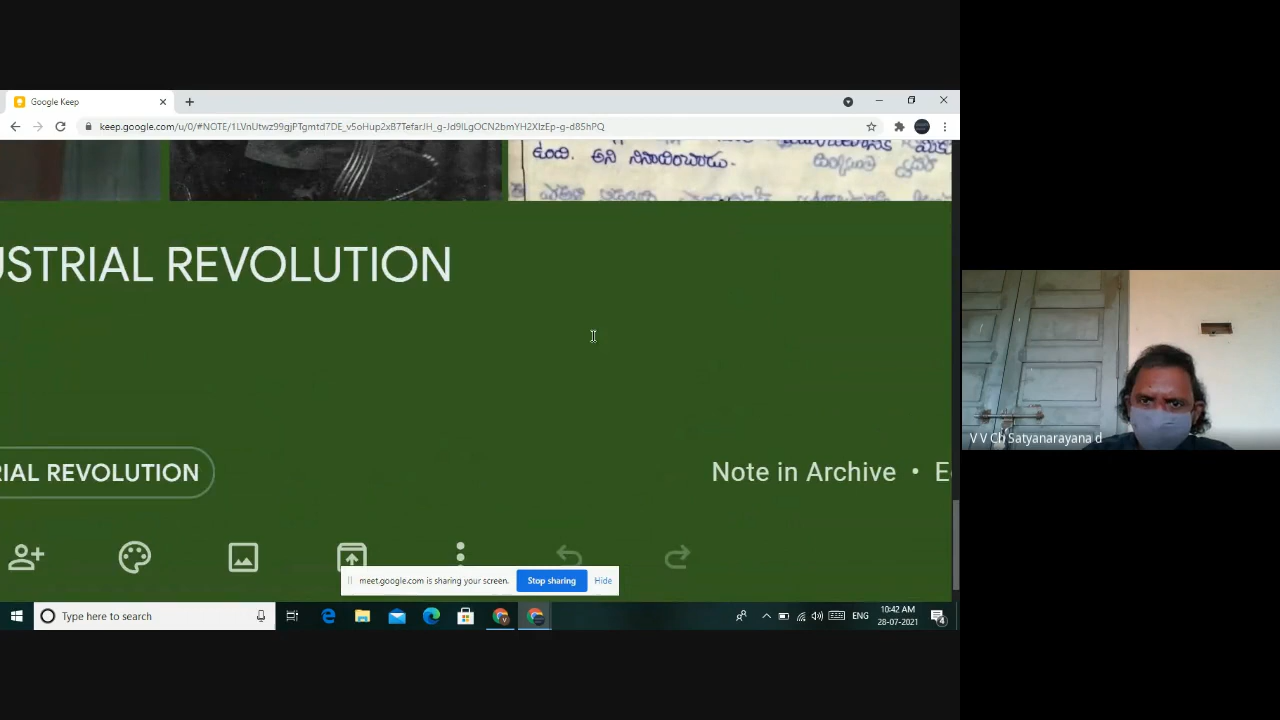 Google Keep
keep.google.com/u/0/#NOTE/1LVnUtwz99gjPTgmtd7DE_v5oHup2xB7TefarJH_g-Jd9lLgOCN2bmYH2XlzEp-g-d85hPQ
ఉంది. అని నినాదించాడు.
USTRIAL REVOLUTION
RIAL REVOLUTION
Note in Archive • E
meet.google.com is sharing your screen.
Stop sharing
Hide
Type here to search
ENG
10:42 AM
28-07-2021
4
V V Ch Satyanarayana d